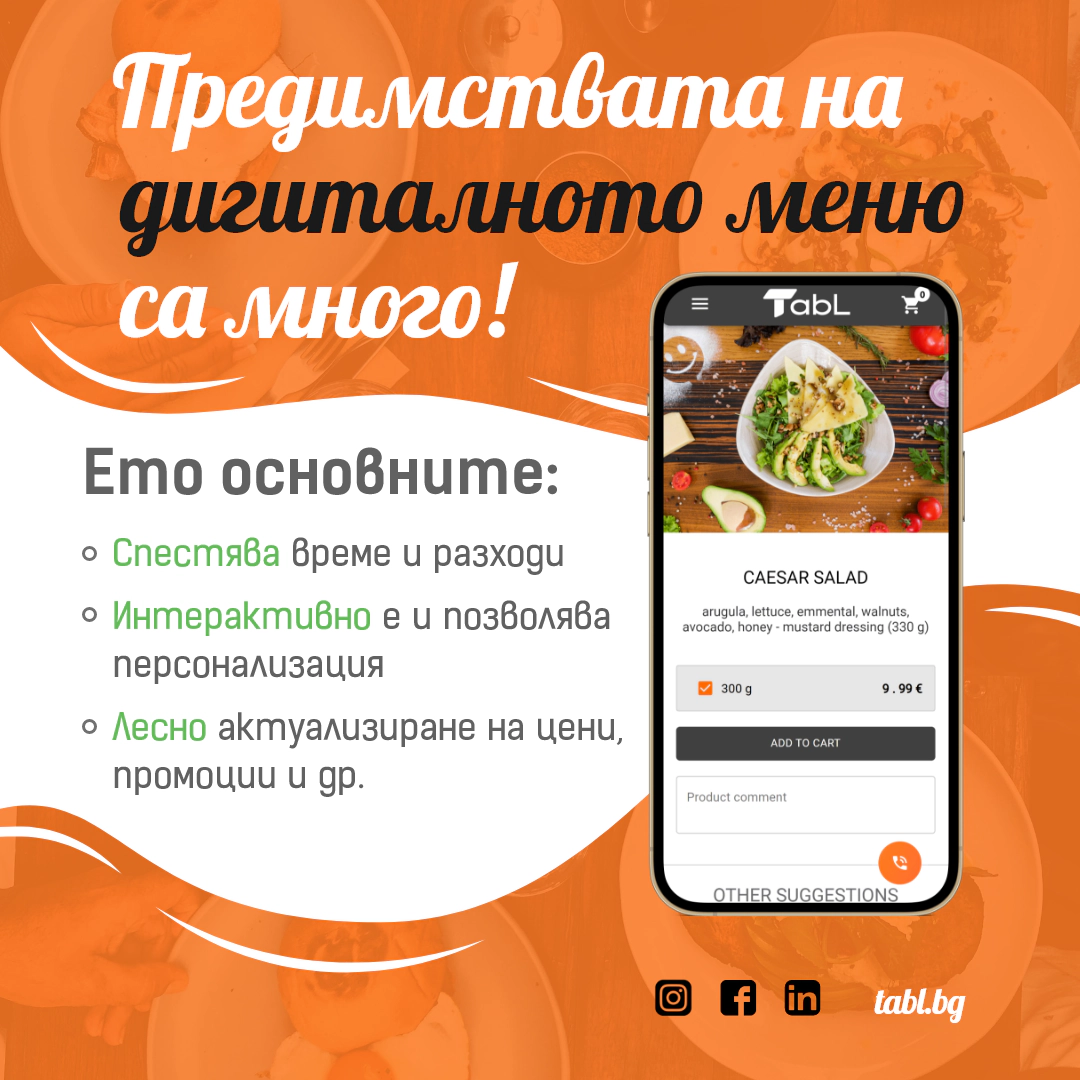 Предимствата на
дигиталното меню
са много!
Ето основните:
Спестява време и разходи
Интерактивно е и позволява
персонализация
Лесно актуализиране на цени,
промоции и др.
TabL
0
CAESAR SALAD
arugula, lettuce, emmental, walnuts,
avocado, honey - mustard dressing (330 g)
300 g 9.99 €
ADD TO CART
Product comment
OTHER SUGGESTIONS
in
tabl.bg